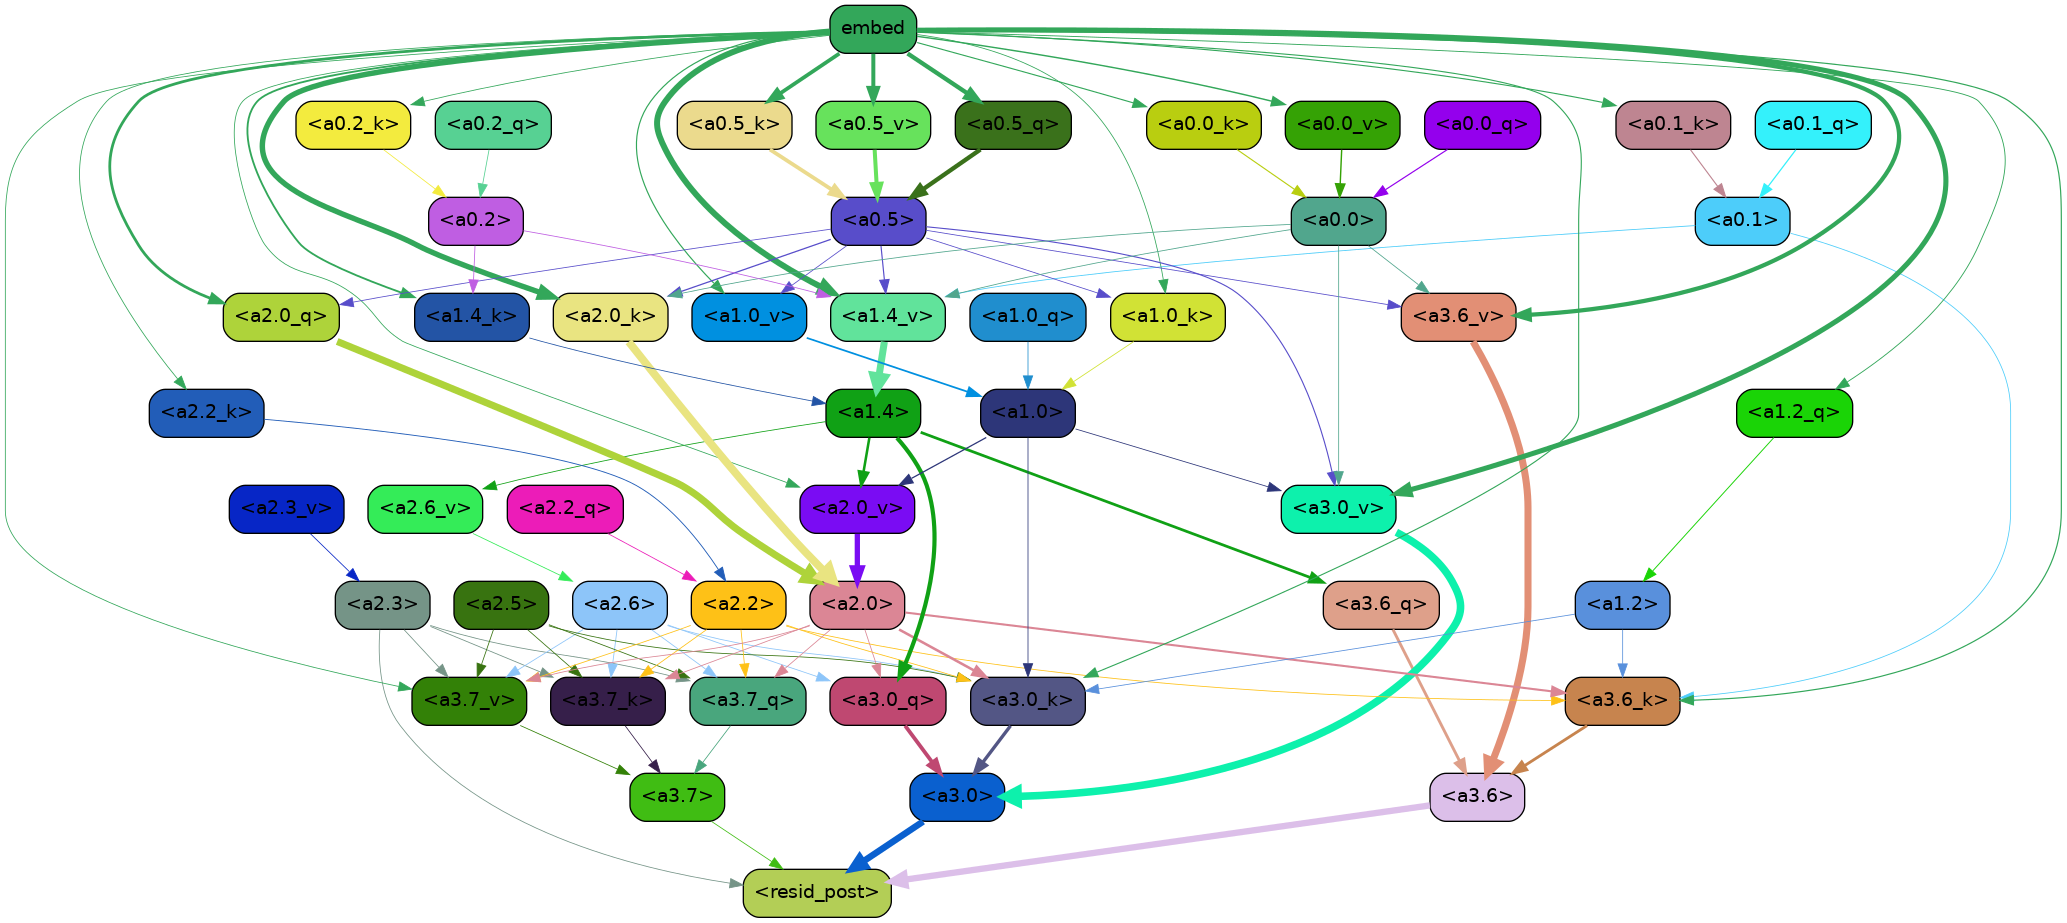 embed
<a0.2_k>
<a0.2_q>
<a0.5_k>
<a0.5_v>
<a0.5_q>
<a0.0_k>
<a0.0_v>
<a0.0_q>
<a0.1_k>
<a0.1_q>
<a0.2>
<a0.5>
<a0.0>
<a0.1>
<a2.0_q>
<a1.4_k>
<a2.0_k>
<a1.0_v>
<a1.4_v>
<a1.0_q>
<a1.0_k>
<a3.6_v>
<a2.2_k>
<a1.4>
<a1.0>
<a1.2_q>
<a2.3_v>
<a2.6_v>
<a2.2_q>
<a2.0_v>
<a3.0_v>
<a2.3>
<a2.5>
<a2.6>
<a2.2>
<a2.0>
<a3.6_q>
<a1.2>
<a3.7_v>
<a3.7_k>
<a3.7_q>
<a3.0_q>
<a3.0_k>
<a3.6_k>
<a3.7>
<a3.0>
<a3.6>
<resid_post>